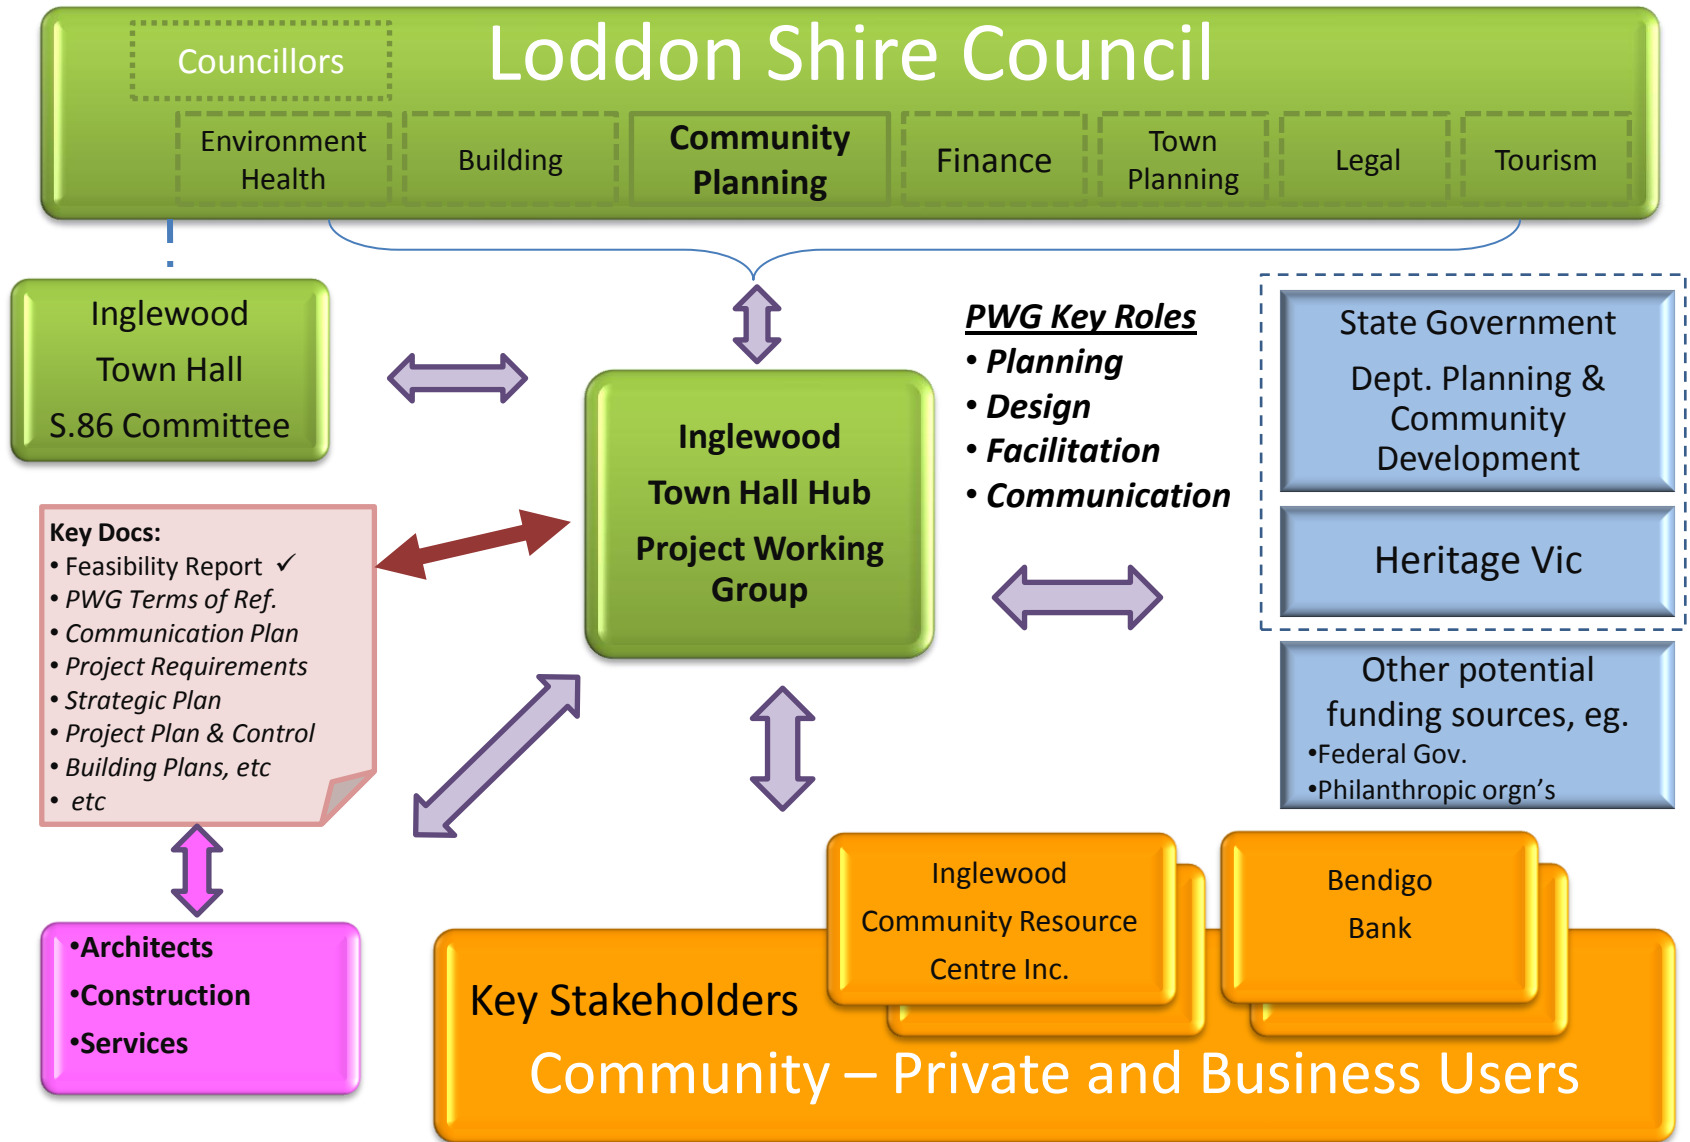 Loddon Shire Council
Councillors
Environment
Health
Building
Community
Planning
Finance
Town
Planning
Legal
Tourism
Inglewood
Town Hall
S.86 Committee
Inglewood
Town Hall Hub
Project Working
Group
PWG Key Roles
• Planning
• Design
• Facilitation
• Communication
State Government
Dept. Planning &
Community
Development
Heritage Vic
Other potential
funding sources, eg.
•Federal Gov.
•Philanthropic orgn's
Key Docs:
• Feasibility Report ✓
• PWG Terms of Ref.
• Communication Plan
• Project Requirements
• Strategic Plan
• Project Plan & Control
• Building Plans, etc
• etc
•Architects
•Construction
•Services
Inglewood
Community Resource
Centre Inc.
Bendigo
Bank
Key Stakeholders
Community – Private and Business Users